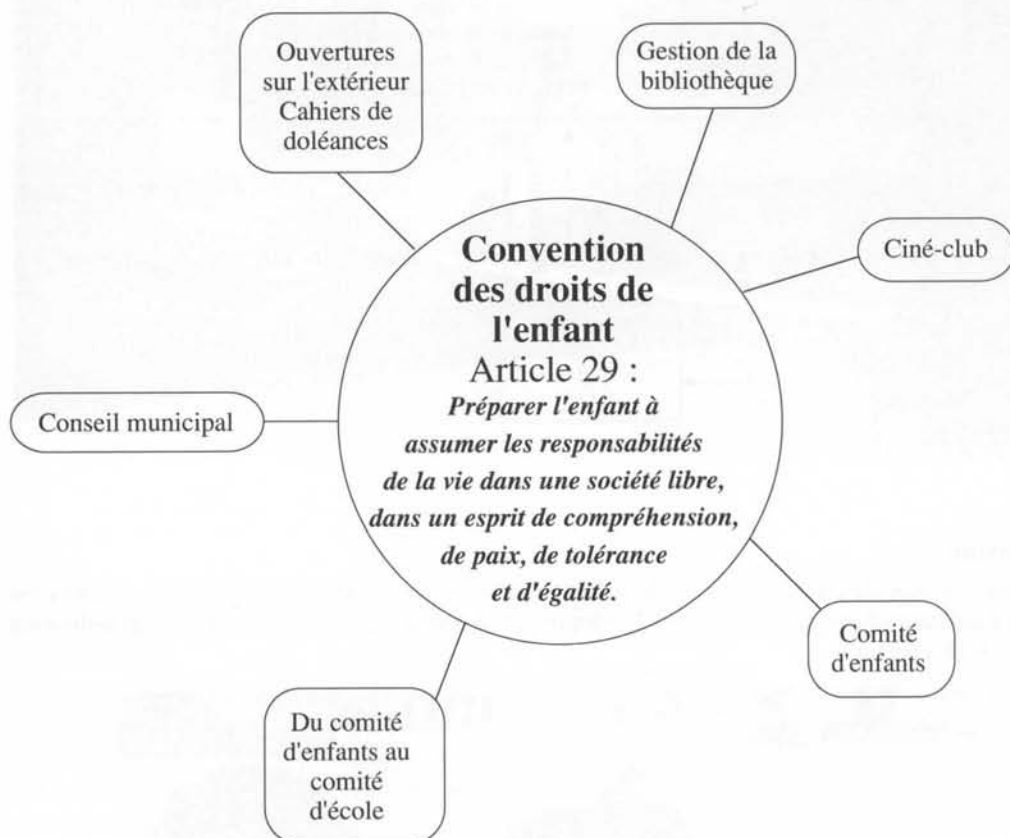 Ouvertures
sur l'extérieur
Cahiers de
doléances
Gestion de la
bibliothèque
Ciné-club
Convention
des droits de
l'enfant
Article 29 :
Préparer l'enfant à
assumer les responsabilités
de la vie dans une société libre,
dans un esprit de compréhension,
de paix, de tolérance
et d'égalité.
Conseil municipal
Comité
d'enfants
Du comité
d'enfants au
comité
d'école